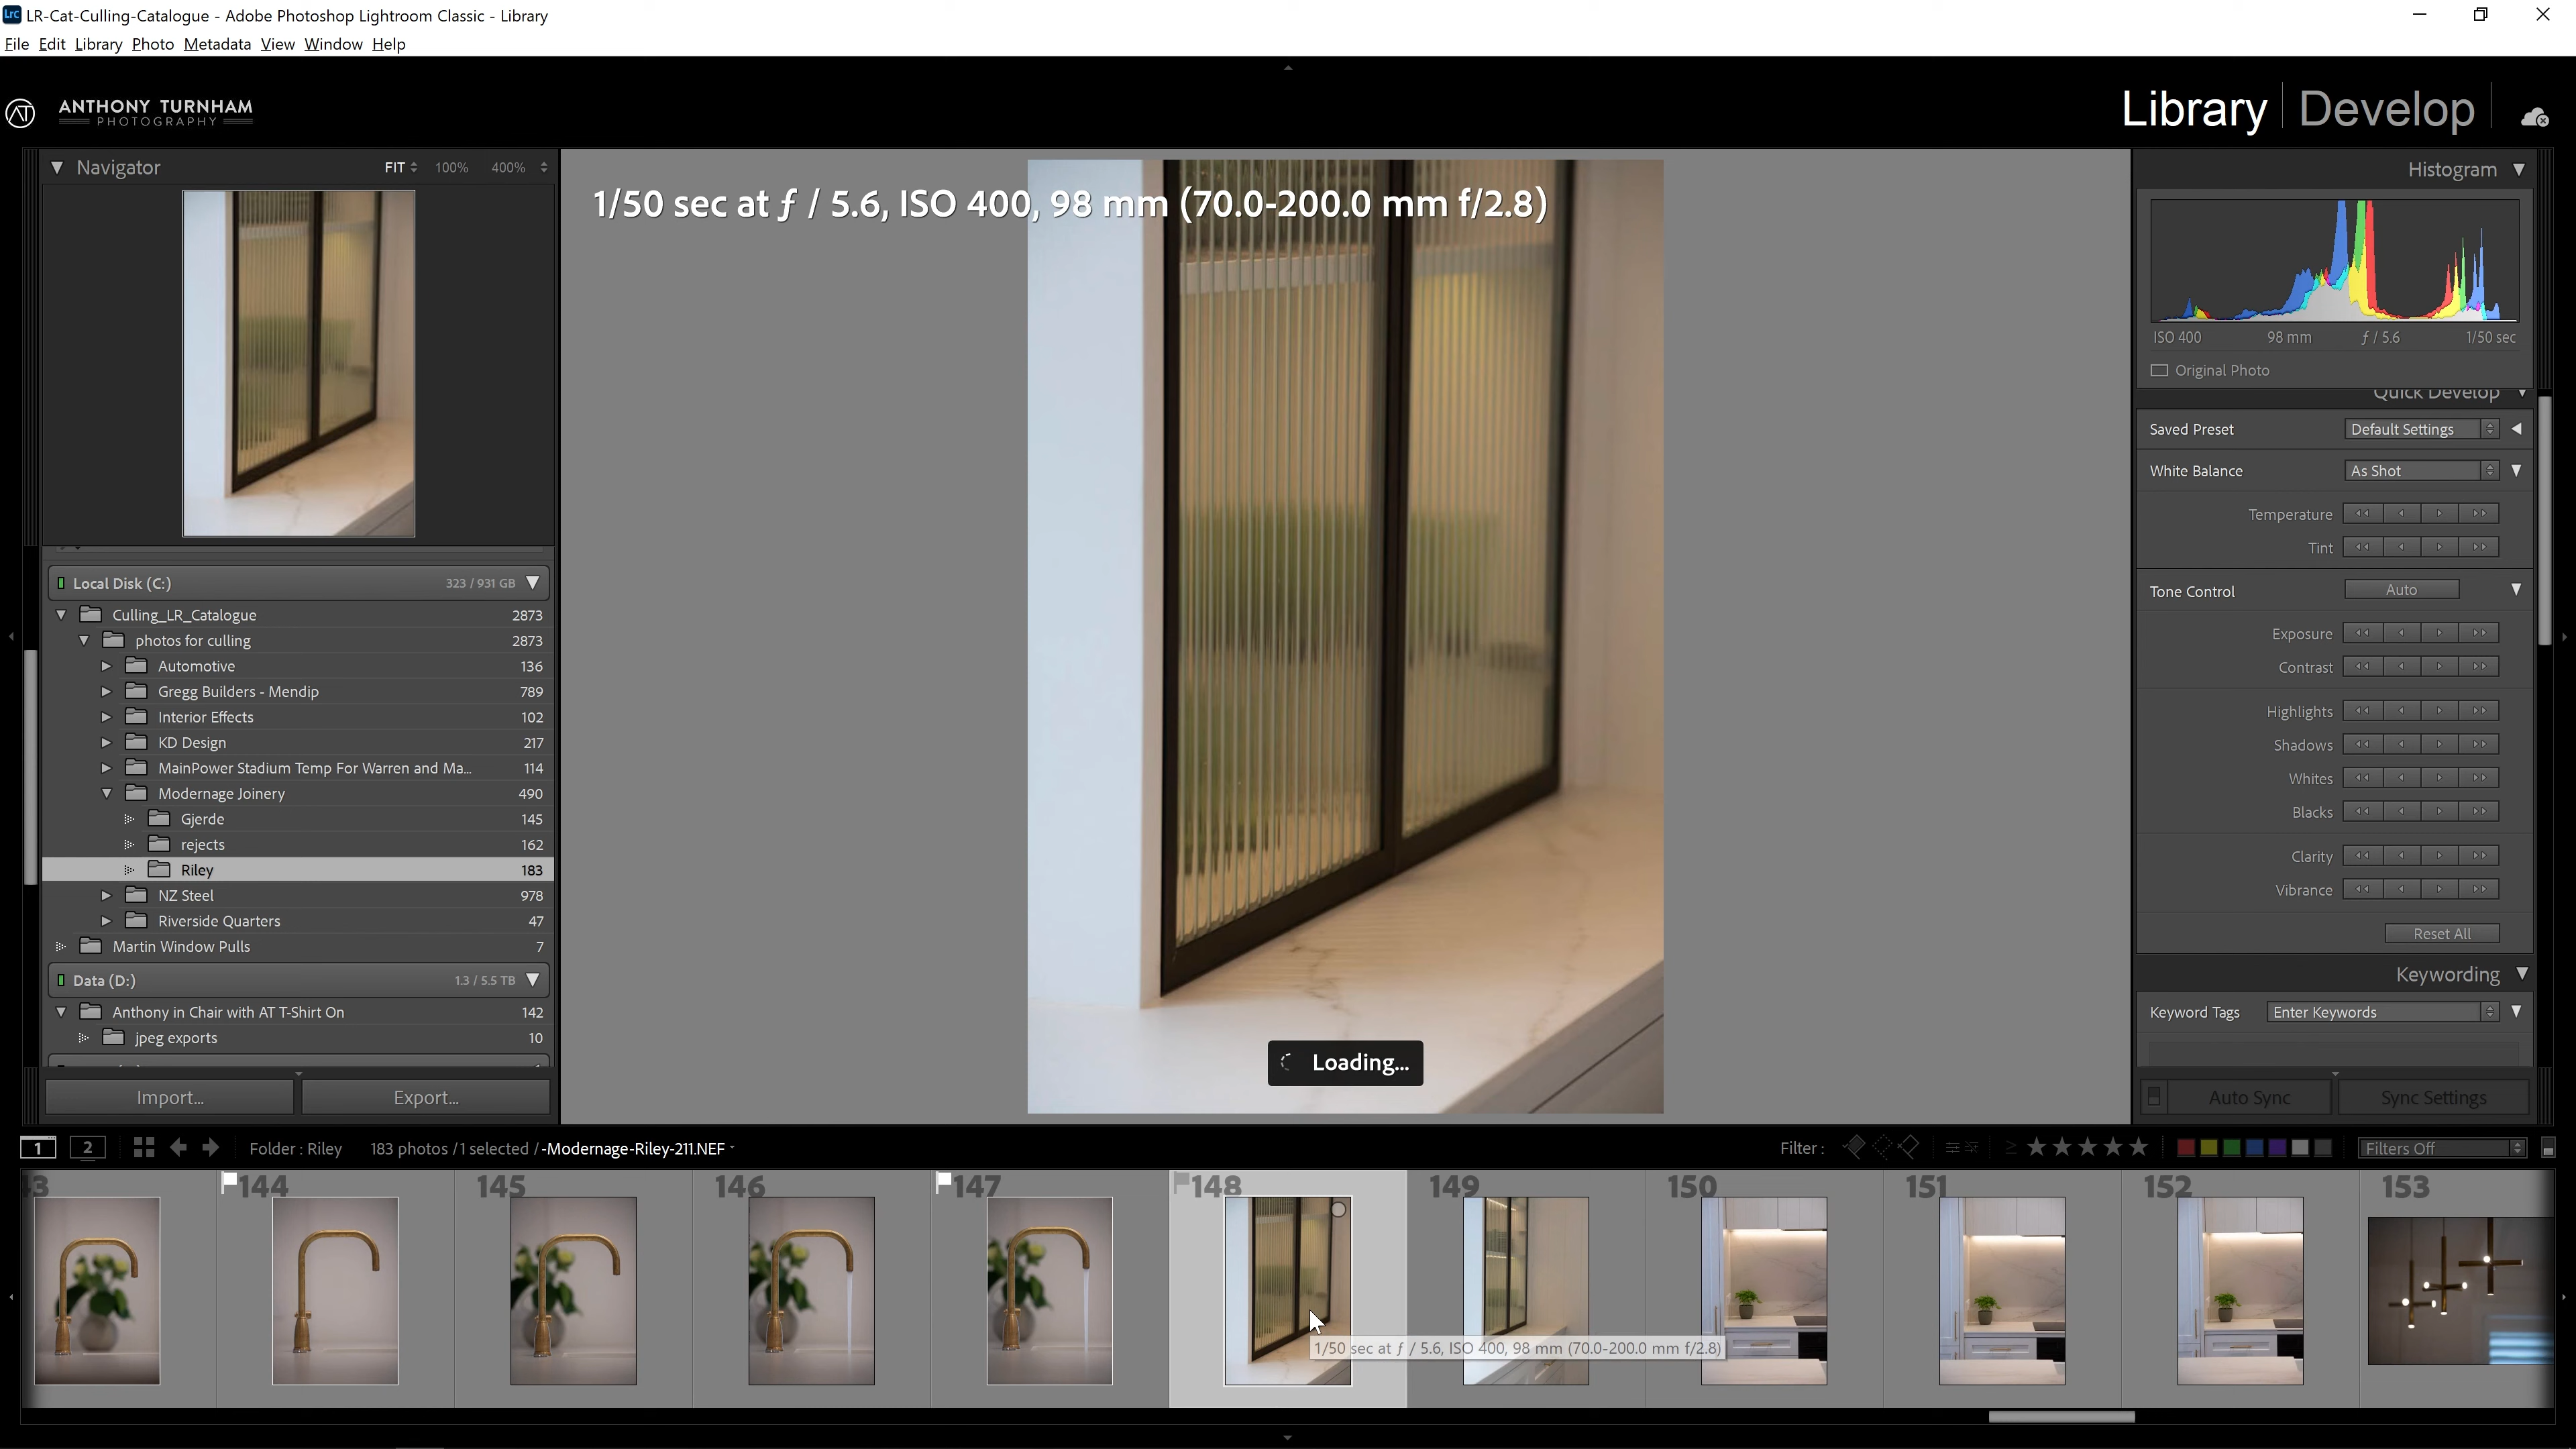 LR-Cat-Culling-Catalogue - Adobe Photoshop Lightroom Classic - Library
File Edit Library Photo Metadata View Window Help
ANTHONY TURNHAM
PHOTOGRAPHY
Library
Develop
Navigator
FIT
100%
400%
Local Disk (C:) 323 / 931 GB
Culling_LR_Catalogue 2873
photos for culling 2873
Automotive 136
Gregg Builders - Mendip 789
Interior Effects 102
KD Design 217
MainPower Stadium Temp For Warren and Ma... 114
Modernage Joinery 490
Gjerde 145
rejects 162
Riley 183
NZ Steel 978
Riverside Quarters 47
Martin Window Pulls 7
Data (D:) 1.3 / 5.5 TB
Anthony in Chair with AT T-Shirt On 142
jpeg exports 10
Import...
Export...
1/50 sec at ƒ / 5.6, ISO 400, 98 mm (70.0-200.0 mm f/2.8)
Loading...
Histogram
ISO 400 98 mm ƒ / 5.6 1/50 sec
Original Photo
Quick Develop
Saved Preset Default Settings
White Balance As Shot
Temperature
Tint
Tone Control Auto
Exposure
Contrast
Highlights
Shadows
Whites
Blacks
Clarity
Vibrance
Reset All
Keywording
Keyword Tags Enter Keywords
Auto Sync
Sync Settings
1 2 Folder : Riley 183 photos / 1 selected / -Modernage-Riley-211.NEF
Filter :
≥
Filters Off
43 144 145 146 147 148 149 150 151 152 153
1/50 sec at ƒ / 5.6, ISO 400, 98 mm (70.0-200.0 mm f/2.8)